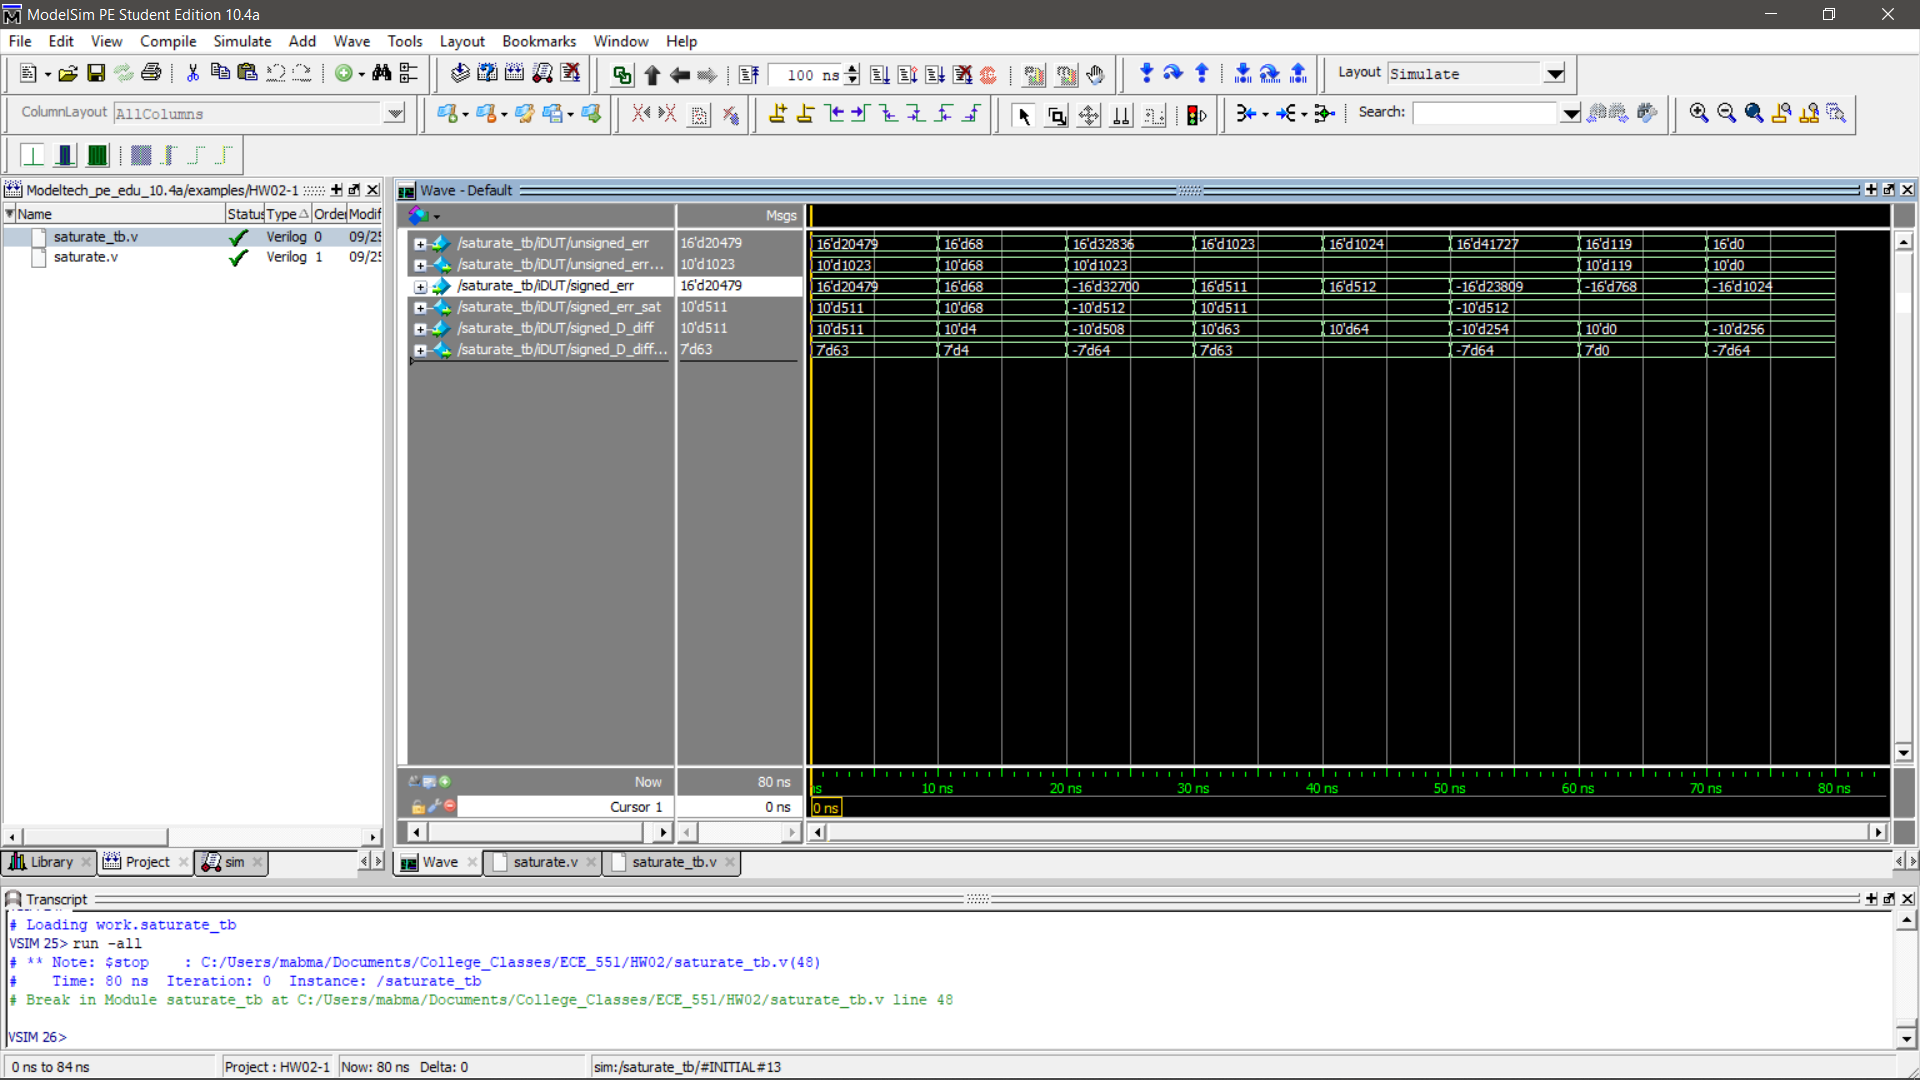 ModelSim PE Student Edition 10.4a
File Edit View Compile Simulate Add Wave Tools Layout Bookmarks Window Help
100 ns
Layout Simulate
ColumnLayout AllColumns
Search:
Modeltech_pe_edu_10.4a/examples/HW02-1
Name Status Type Order Modif
saturate_tb.v Verilog 0 09/25
saturate.v Verilog 1 09/25
Wave - Default
Msgs
/saturate_tb/iDUT/unsigned_err 16'd20479 16'd20479 16'd68 16'd32836 16'd1023 16'd1024 16'd41727 16'd119 16'd0
/saturate_tb/iDUT/unsigned_err... 10'd1023 10'd1023 10'd68 10'd1023 10'd119 10'd0
/saturate_tb/iDUT/signed_err 16'd20479 16'd20479 16'd68 -16'd32700 16'd511 16'd512 -16'd23809 -16'd768 -16'd1024
/saturate_tb/iDUT/signed_err_sat 10'd511 10'd511 10'd68 -10'd512 10'd511 -10'd512
/saturate_tb/iDUT/signed_D_diff 10'd511 10'd511 10'd4 -10'd508 10'd63 10'd64 -10'd254 10'd0 -10'd256
/saturate_tb/iDUT/signed_D_diff... 7'd63 7'd63 7'd4 -7'd64 7'd63 -7'd64 7'd0 -7'd64
Now 80 ns
ns 10 ns 20 ns 30 ns 40 ns 50 ns 60 ns 70 ns 80 ns
Cursor 1 0 ns
0 ns
Library Project sim
Wave saturate.v saturate_tb.v
Transcript
# Loading work.saturate_tb
VSIM 25> run -all
# ** Note: $stop : C:/Users/mabma/Documents/College_Classes/ECE_551/HW02/saturate_tb.v(48)
# Time: 80 ns Iteration: 0 Instance: /saturate_tb
# Break in Module saturate_tb at C:/Users/mabma/Documents/College_Classes/ECE_551/HW02/saturate_tb.v line 48
VSIM 26>
0 ns to 84 ns Project : HW02-1 Now: 80 ns Delta: 0 sim:/saturate_tb/#INITIAL#13